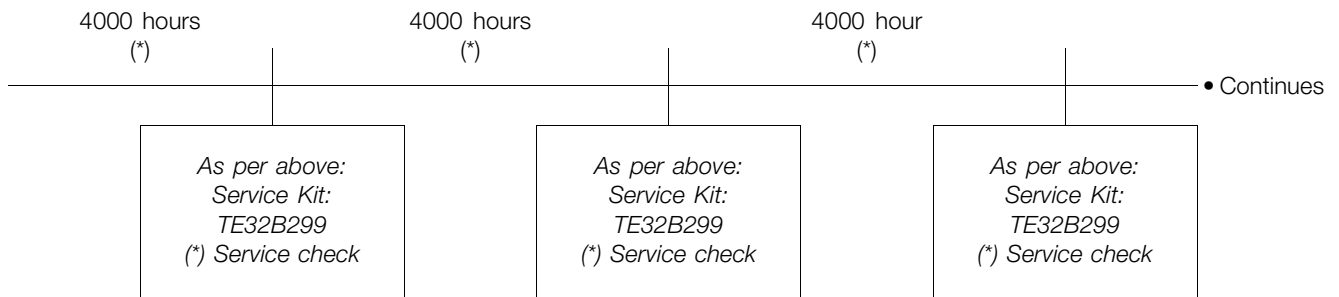 4000 hours
(*)
4000 hours
(*)
4000 hour
(*)
• Continues
As per above:
Service Kit:
TE32B299
(*) Service check
As per above:
Service Kit:
TE32B299
(*) Service check
As per above:
Service Kit:
TE32B299
(*) Service check